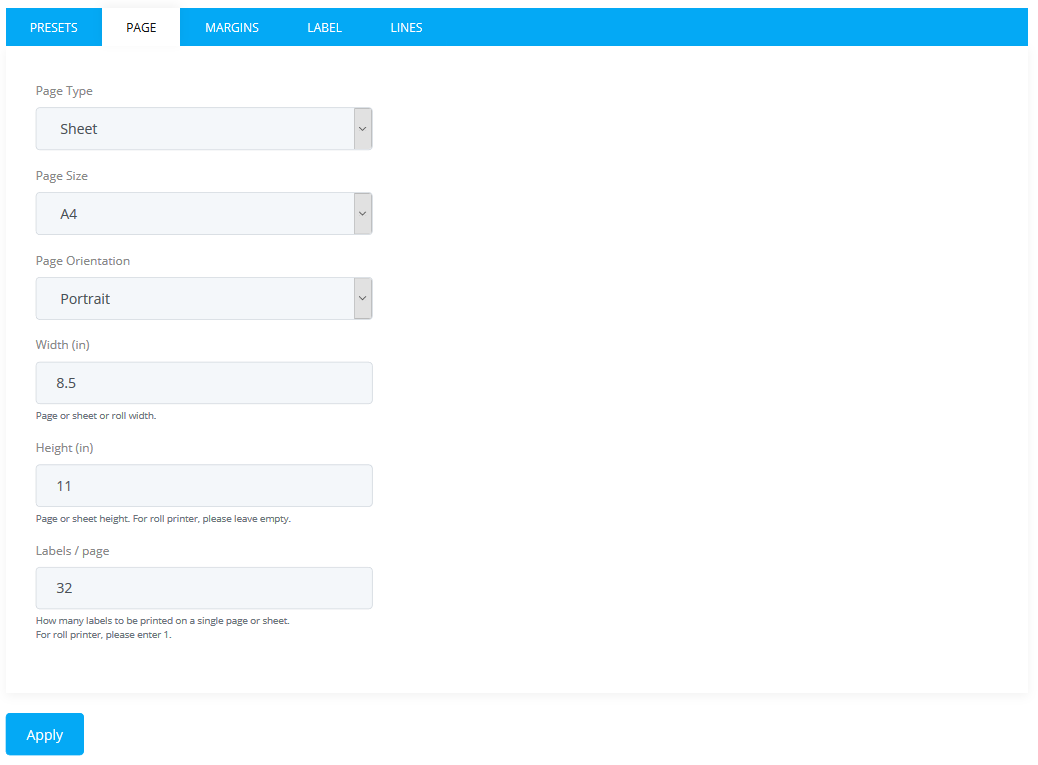 PRESETS PAGE MARGINS LABEL LINES
Page Type
Sheet
Page Size
A4
Page Orientation
Portrait
Width (in)
8.5
Page or sheet or roll width.
Height (in)
11
Page or sheet height. For roll printer, please leave empty.
Labels / page
32
How many labels to be printed on a single page or sheet.
For roll printer, please enter 1.
Apply